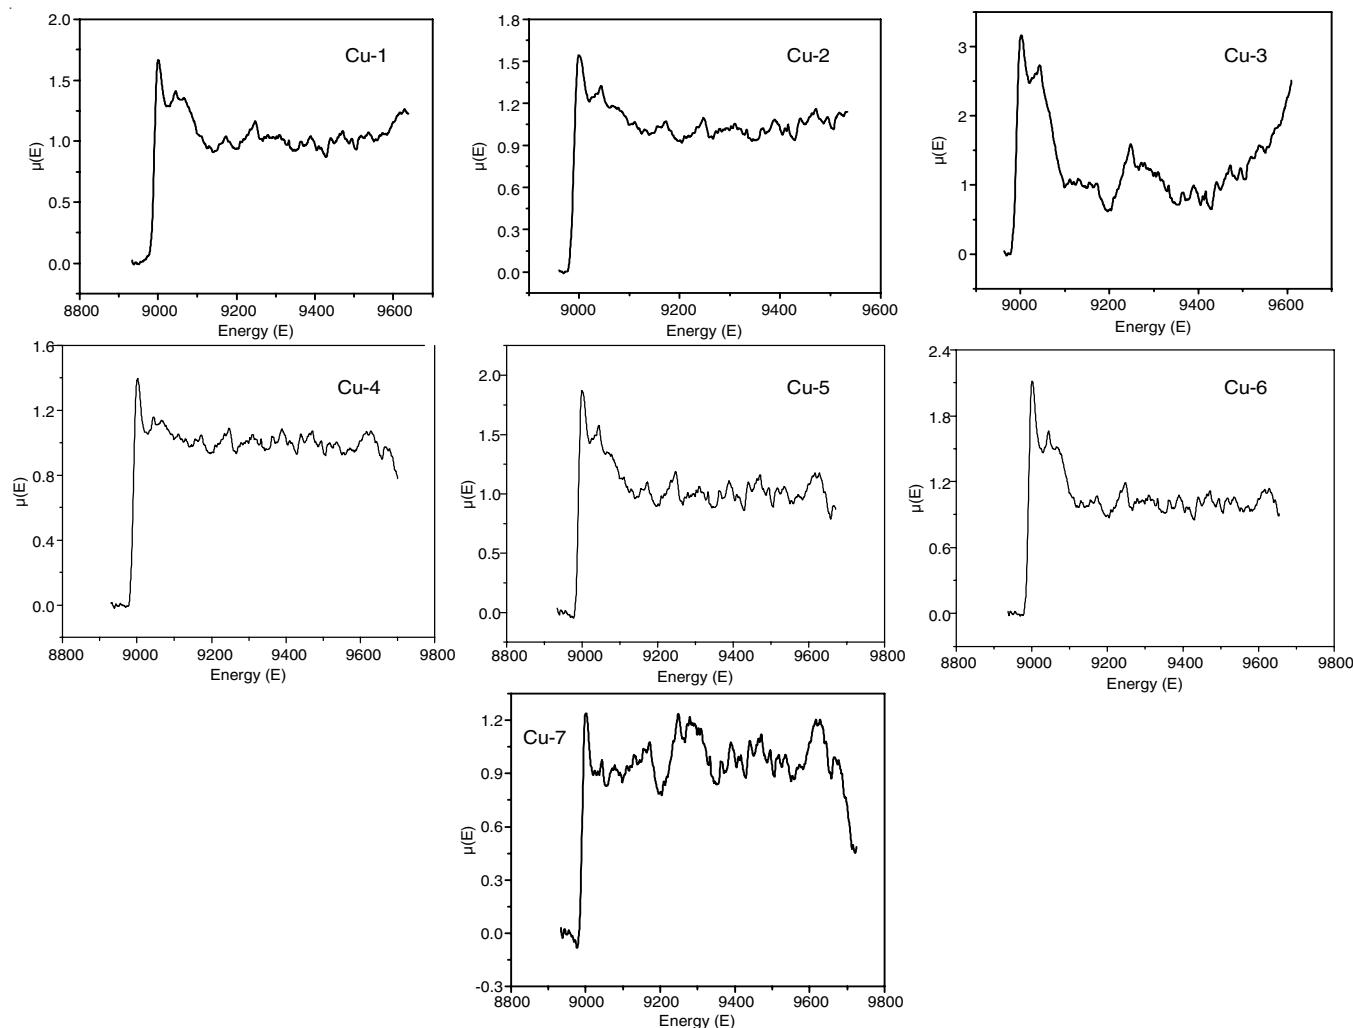 Cu-1
2.0
1.5
1.0
0.5
0.0
μ(E)
8800 9000 9200 9400 9600
Energy (E)
Cu-2
1.8
1.5
1.2
0.9
0.6
0.3
0.0
μ(E)
9000 9200 9400 9600
Energy (E)
Cu-3
3
2
1
0
μ(E)
9000 9200 9400 9600
Energy (E)
Cu-4
1.6
1.2
0.8
0.4
0.0
μ(E)
8800 9000 9200 9400 9600 9800
Energy (E)
Cu-5
2.0
1.5
1.0
0.5
0.0
μ(E)
8800 9000 9200 9400 9600 9800
Energy (E)
Cu-6
2.4
1.8
1.2
0.6
0.0
μ(E)
8800 9000 9200 9400 9600 9800
Energy (E)
Cu-7
1.2
0.9
0.6
0.3
0.0
-0.3
μ(E)
8800 9000 9200 9400 9600 9800
Energy (E)